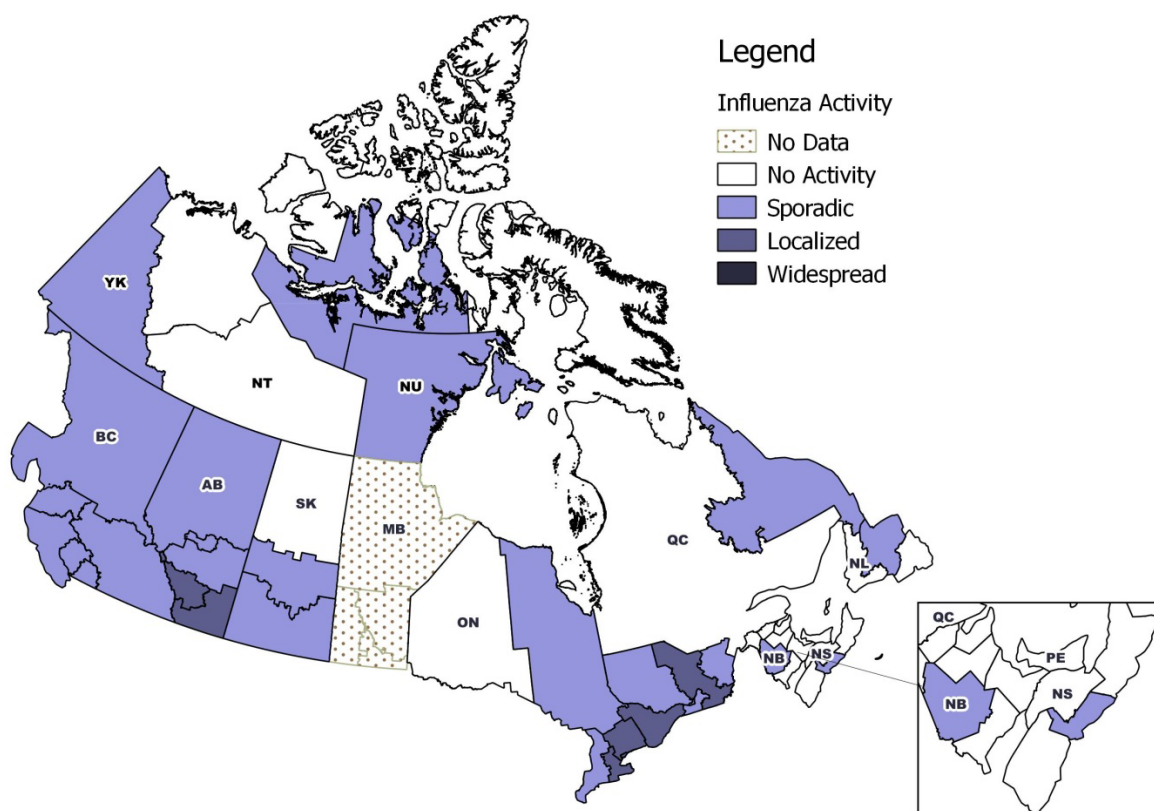 Legend
Influenza Activity
No Data
No Activity
Sporadic
Localized
Widespread
YK
NT
NU
BC
AB
SK
MB
ON
QC
NL
NB
NS
QC
PE
NS
NB